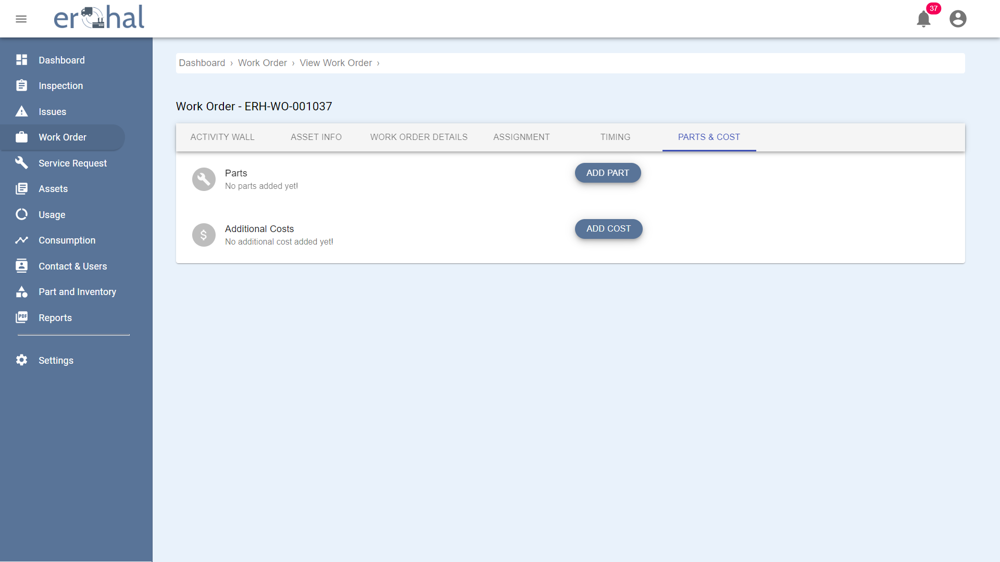 erhal
37
Dashboard
Inspection
Issues
Work Order
Service Request
Assets
Usage
Consumption
Contact & Users
Part and Inventory
PDF
Reports
Settings
Dashboard › Work Order › View Work Order ›
Work Order - ERH-WO-001037
ACTIVITY WALL ASSET INFO WORK ORDER DETAILS ASSIGNMENT TIMING PARTS & COST
Parts
No parts added yet!
ADD PART
$
Additional Costs
No additional cost added yet!
ADD COST